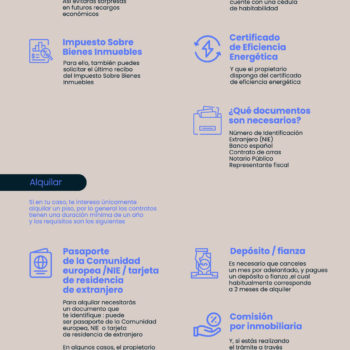 Así evitarás sorpresas
en futuros recargos
económicos
cuente con una cédula
de habitabilidad
Impuesto Sobre
Bienes Inmuebles
Para ello, también puedes
solicitar el último recibo
del Impuesto Sobre Bienes
Inmuebles
Certificado
de Eficiencia
Energética
Y que el propietario
disponga del certificado
de eficiencia energética
¿Qué documentos
son necesarios?
Número de Identificación
Extranjero (NIE)
Banco español
Contrato de arras
Notario Público
Representante fiscal
Alquilar
Si en tu caso, te interesa únicamente
alquilar un piso, por lo general los contratos
tienen una duración mínima de un año
y los requisitos son los siguientes:
Pasaporte
de la Comunidad
europea /NIE / tarjeta
de residencia
de extranjero
Para alquilar necesitarás
un documento que
te identifique : puede
ser pasaporte de la Comunidad
europea, NIE o tarjeta
de residencia de extranjero
En algunos casos, el propietario
Depósito / fianza
Es necesario que canceles
un mes por adelantado, y pagues
un depósito o fianza ,el cual
habitualmente corresponde
a 2 meses de alquiler
Comisión
por inmobiliaria
Y, si estás realizando
el trámite a través